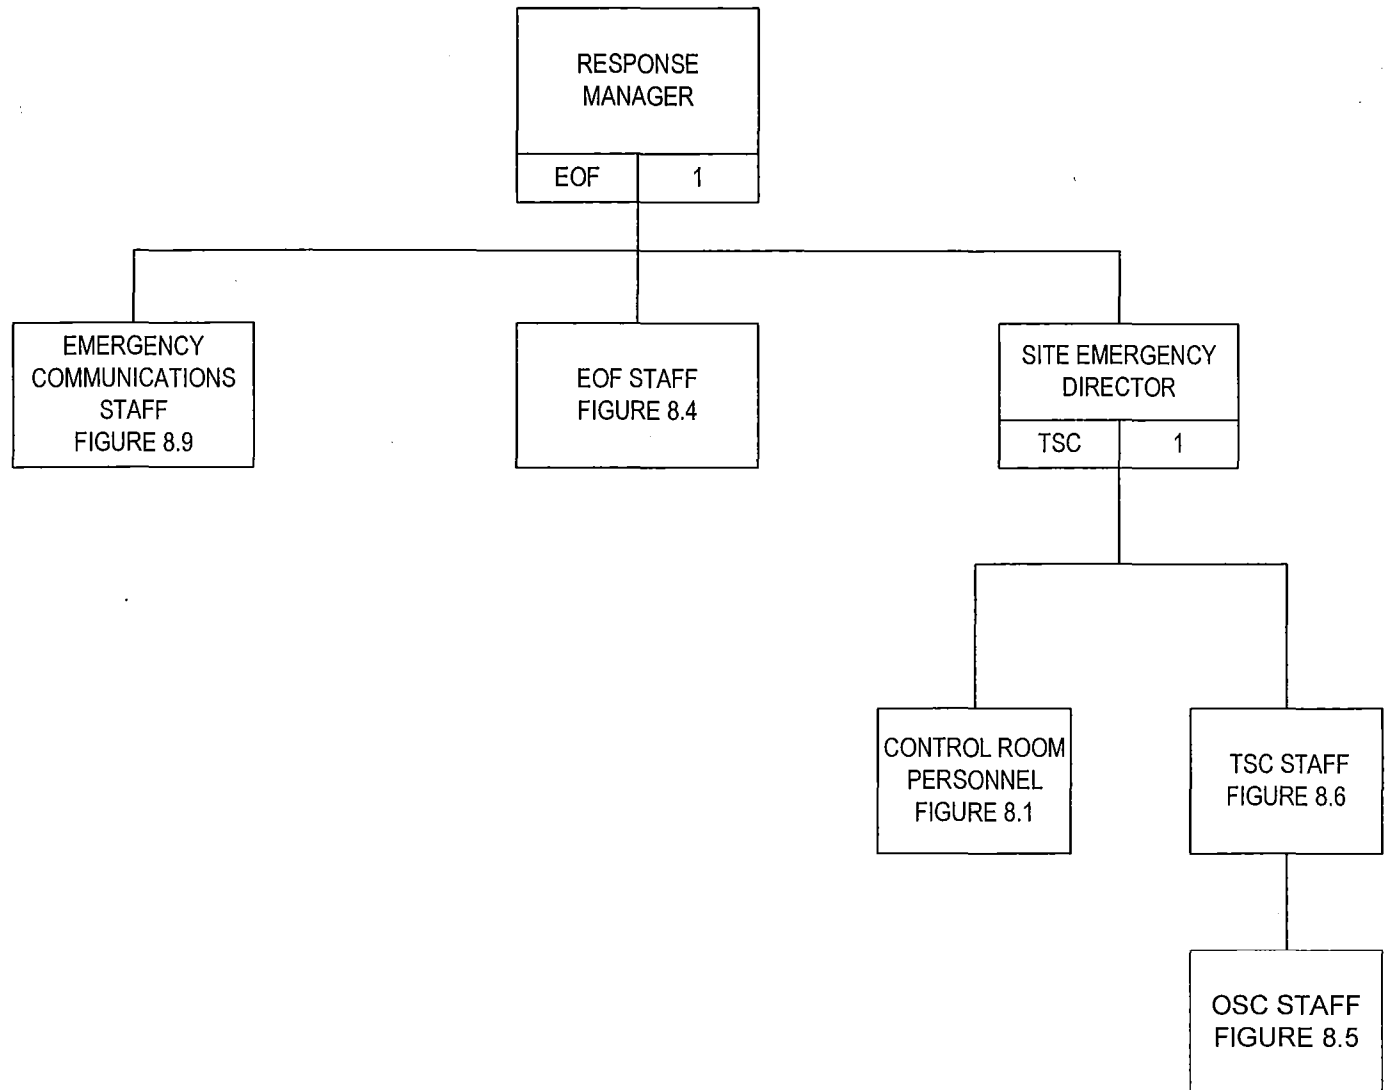 RESPONSE
MANAGER
EOF 1
EMERGENCY
COMMUNICATIONS
STAFF
FIGURE 8.9
EOF STAFF
FIGURE 8.4
SITE EMERGENCY
DIRECTOR
TSC 1
CONTROL ROOM
PERSONNEL
FIGURE 8.1
TSC STAFF
FIGURE 8.6
OSC STAFF
FIGURE 8.5